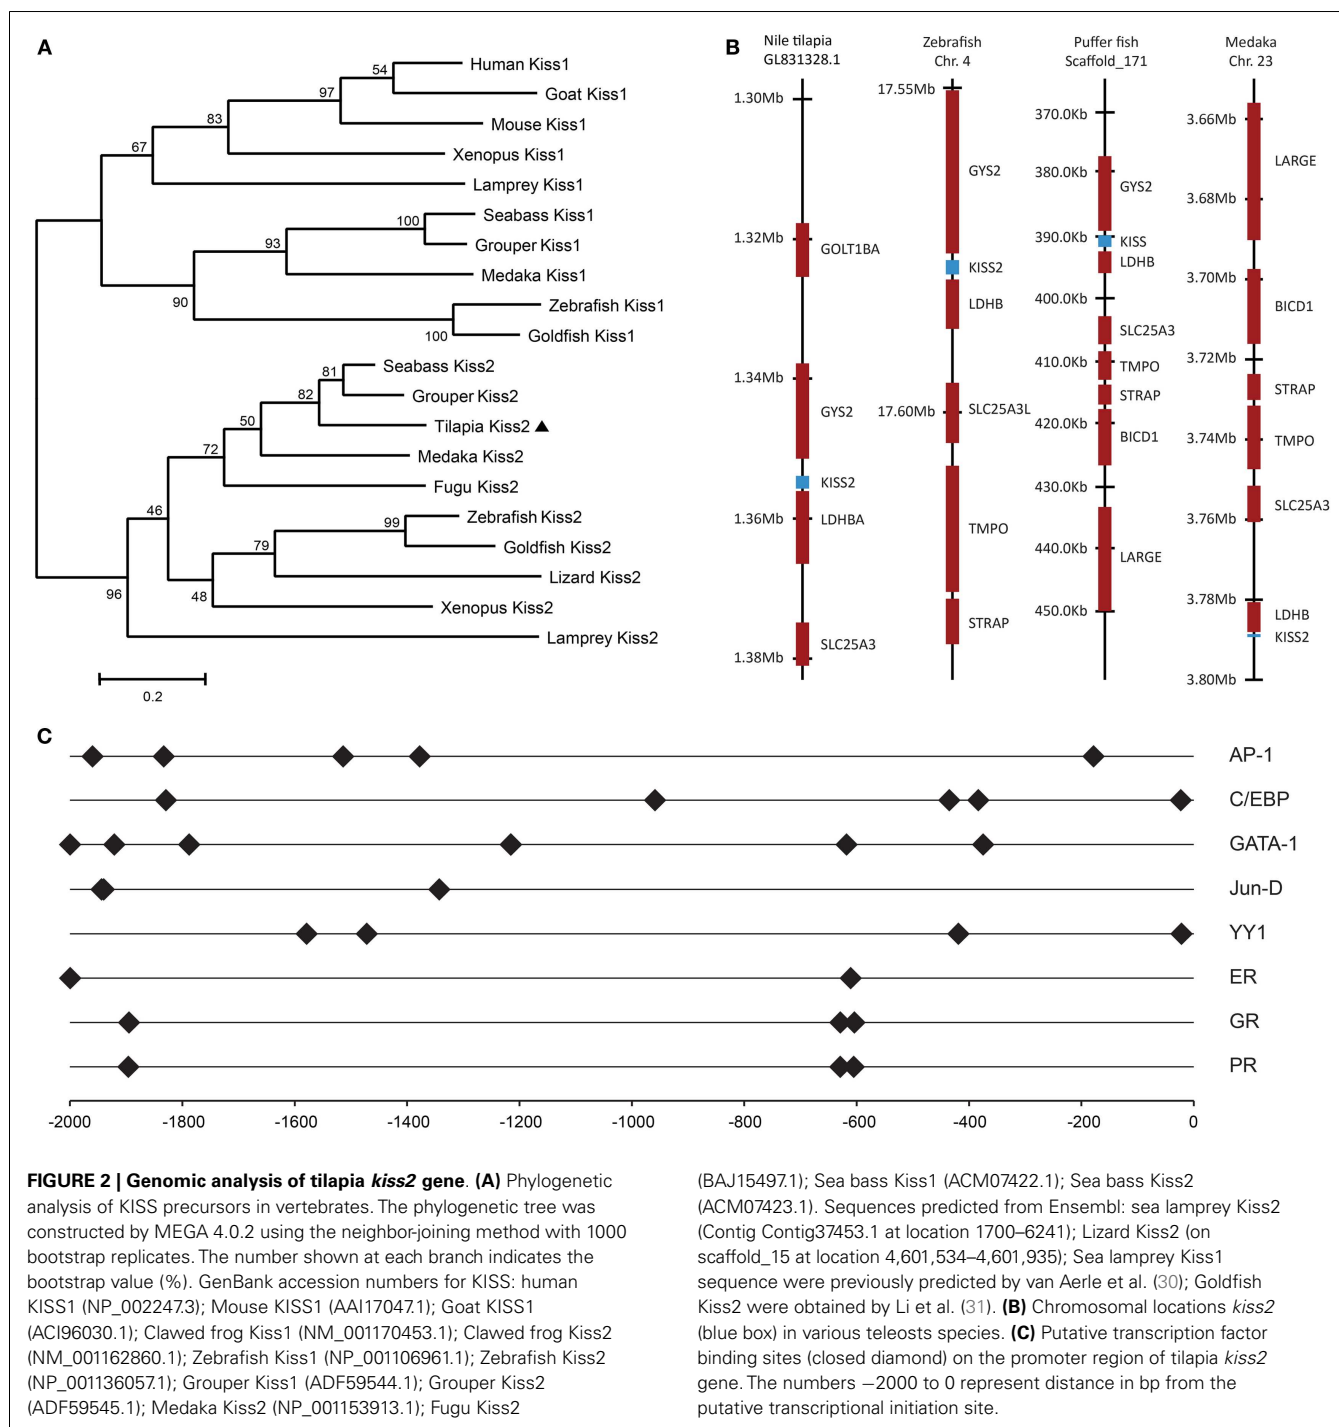 A
Human Kiss1
Goat Kiss1
Mouse Kiss1
Xenopus Kiss1
Lamprey Kiss1
Seabass Kiss1
Grouper Kiss1
Medaka Kiss1
Zebrafish Kiss1
Goldfish Kiss1
Seabass Kiss2
Grouper Kiss2
Tilapia Kiss2 ▲
Medaka Kiss2
Fugu Kiss2
Zebrafish Kiss2
Goldfish Kiss2
Lizard Kiss2
Xenopus Kiss2
Lamprey Kiss2
54
97
83
67
100
93
90
100
81
82
50
72
46
99
79
48
96
0.2
B
Nile tilapia
GL831328.1
1.30Mb
1.32Mb
1.34Mb
1.36Mb
1.38Mb
GOLT1BA
GYS2
KISS2
LDHBA
SLC25A3
Zebrafish
Chr. 4
17.55Mb
17.60Mb
GYS2
KISS2
LDHB
SLC25A3L
TMPO
STRAP
Puffer fish
Scaffold_171
370.0Kb
380.0Kb
390.0Kb
400.0Kb
410.0Kb
420.0Kb
430.0Kb
440.0Kb
450.0Kb
GYS2
KISS
LDHB
SLC25A3
TMPO
STRAP
BICD1
LARGE
Medaka
Chr. 23
3.66Mb
3.68Mb
3.70Mb
3.72Mb
3.74Mb
3.76Mb
3.78Mb
3.80Mb
LARGE
BICD1
STRAP
TMPO
SLC25A3
LDHB
KISS2
C
AP-1
C/EBP
GATA-1
Jun-D
YY1
ER
GR
PR
-2000 -1800 -1600 -1400 -1200 -1000 -800 -600 -400 -200 0
FIGURE 2 | Genomic analysis of tilapia kiss2 gene. (A) Phylogenetic
analysis of KISS precursors in vertebrates. The phylogenetic tree was
constructed by MEGA 4.0.2 using the neighbor-joining method with 1000
bootstrap replicates. The number shown at each branch indicates the
bootstrap value (%). GenBank accession numbers for KISS: human
KISS1 (NP_002247.3); Mouse KISS1 (AAI17047.1); Goat KISS1
(ACI96030.1); Clawed frog Kiss1 (NM_001170453.1); Clawed frog Kiss2
(NM_001162860.1); Zebrafish Kiss1 (NP_001106961.1); Zebrafish Kiss2
(NP_001136057.1); Grouper Kiss1 (ADF59544.1); Grouper Kiss2
(ADF59545.1); Medaka Kiss2 (NP_001153913.1); Fugu Kiss2
(BAJ15497.1); Sea bass Kiss1 (ACM07422.1); Sea bass Kiss2
(ACM07423.1). Sequences predicted from Ensembl: sea lamprey Kiss2
(Contig Contig37453.1 at location 1700–6241); Lizard Kiss2 (on
scaffold_15 at location 4,601,534–4,601,935); Sea lamprey Kiss1
sequence were previously predicted by van Aerle et al. (30); Goldfish
Kiss2 were obtained by Li et al. (31). (B) Chromosomal locations kiss2
(blue box) in various teleosts species. (C) Putative transcription factor
binding sites (closed diamond) on the promoter region of tilapia kiss2
gene. The numbers −2000 to 0 represent distance in bp from the
putative transcriptional initiation site.